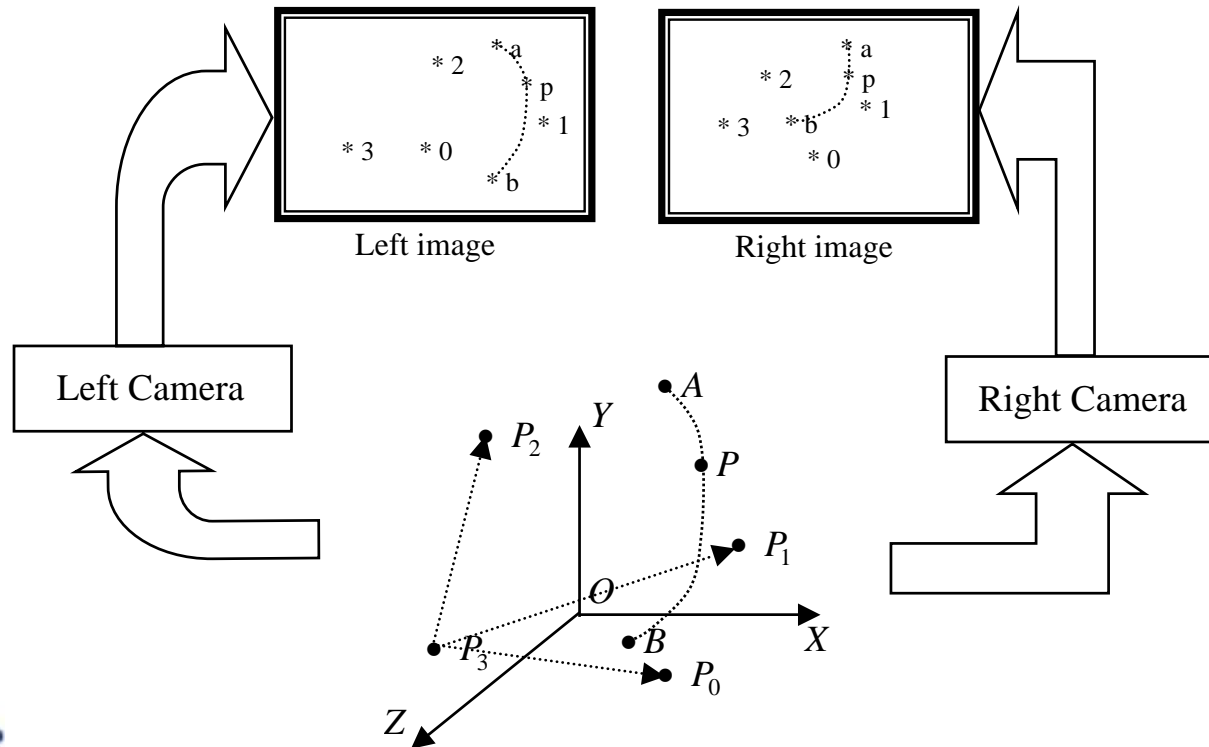 * a
* 2
* p
* 1
* 3
* 0
* b
Left image
* a
* 2
* p
* 1
* 3
* b
* 0
Right image
Left Camera
Right Camera
A
Y
P2
P
P1
O
X
B
P3
P0
Z